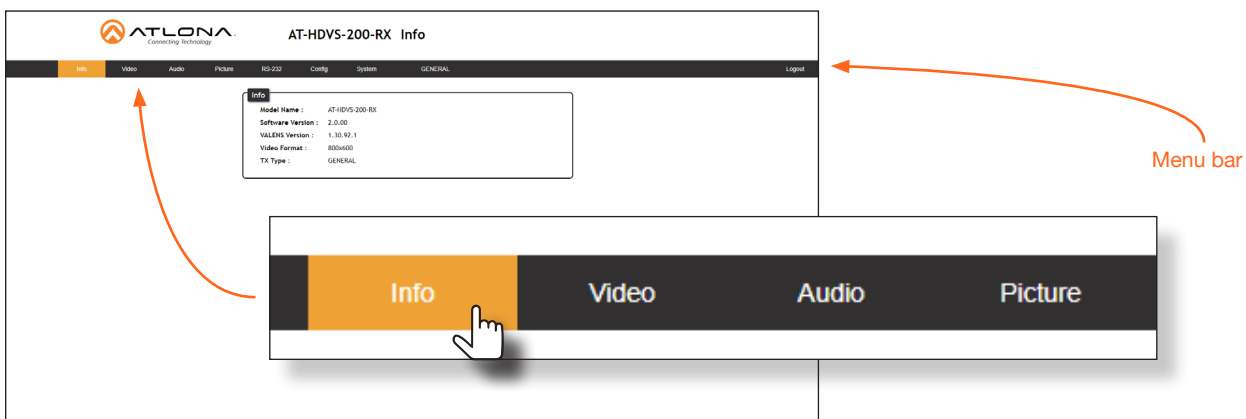 ATLONA.
Connecting Technology
AT-HDVS-200-RX Info
Info Video Audio Picture RS-232 Config System GENERAL Logout
Info
Model Name : AT-HDVS-200-RX
Software Version : 2.0.00
VALENS Version : 1.30.92.1
Video Format : 800x600
TX Type : GENERAL
Menu bar
Info Video Audio Picture